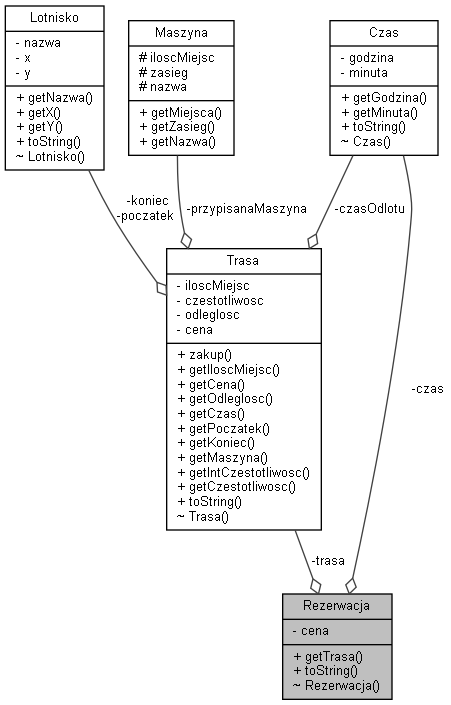 Lotnisko
- nazwa
- x
- y
+ getNazwa()
+ getX()
+ getY()
+ toString()
~ Lotnisko()
Maszyna
# iloscMiejsc
# zasieg
# nazwa
+ getMiejsca()
+ getZasieg()
+ getNazwa()
Czas
- godzina
- minuta
+ getGodzina()
+ getMinuta()
+ toString()
~ Czas()
-koniec
-poczatek
-przypisanaMaszyna
-czasOdlotu
Trasa
- iloscMiejsc
- czestotliwosc
- odleglosc
- cena
+ zakup()
+ getIloscMiejsc()
+ getCena()
+ getOdleglosc()
+ getCzas()
+ getPoczatek()
+ getKoniec()
+ getMaszyna()
+ getIntCzestotliwosc()
+ getCzestotliwosc()
+ toString()
~ Trasa()
-czas
-trasa
Rezerwacja
- cena
+ getTrasa()
+ toString()
~ Rezerwacja()